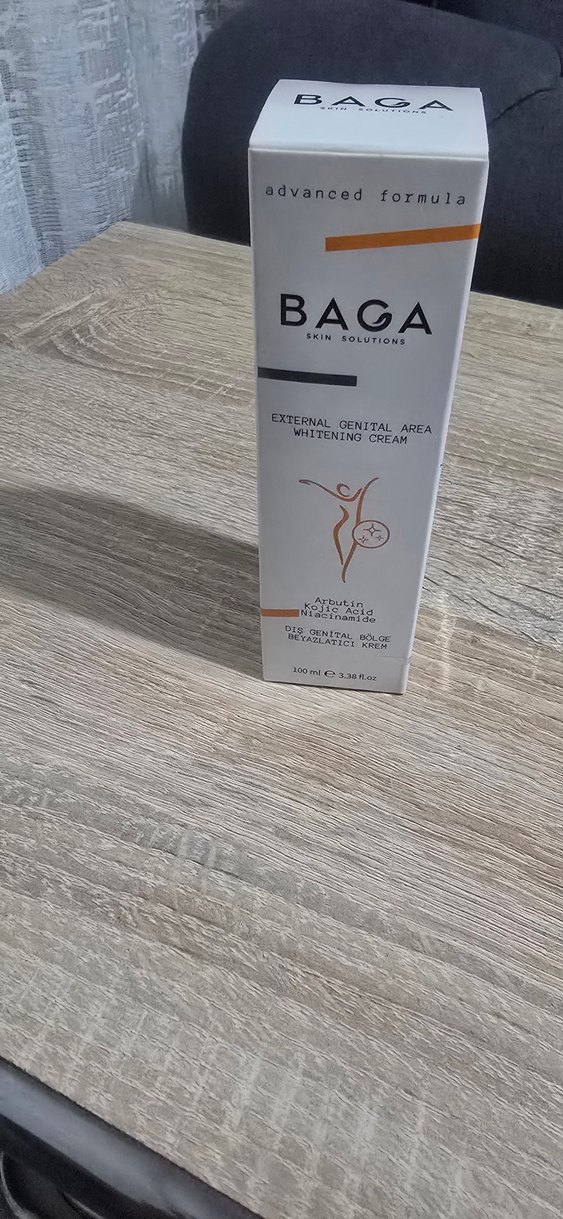 BAGA
SKIN SOLUTIONS
advanced formula
BAGA
SKIN SOLUTIONS
EXTERNAL GENITAL AREA
WHITENING CREAM
Arbutin
Kojic Acid
Niacinamide
DIŞ GENİTAL BÖLGE
BEYAZLATICI KREM
100 ml ℮ 3.38 fl.oz